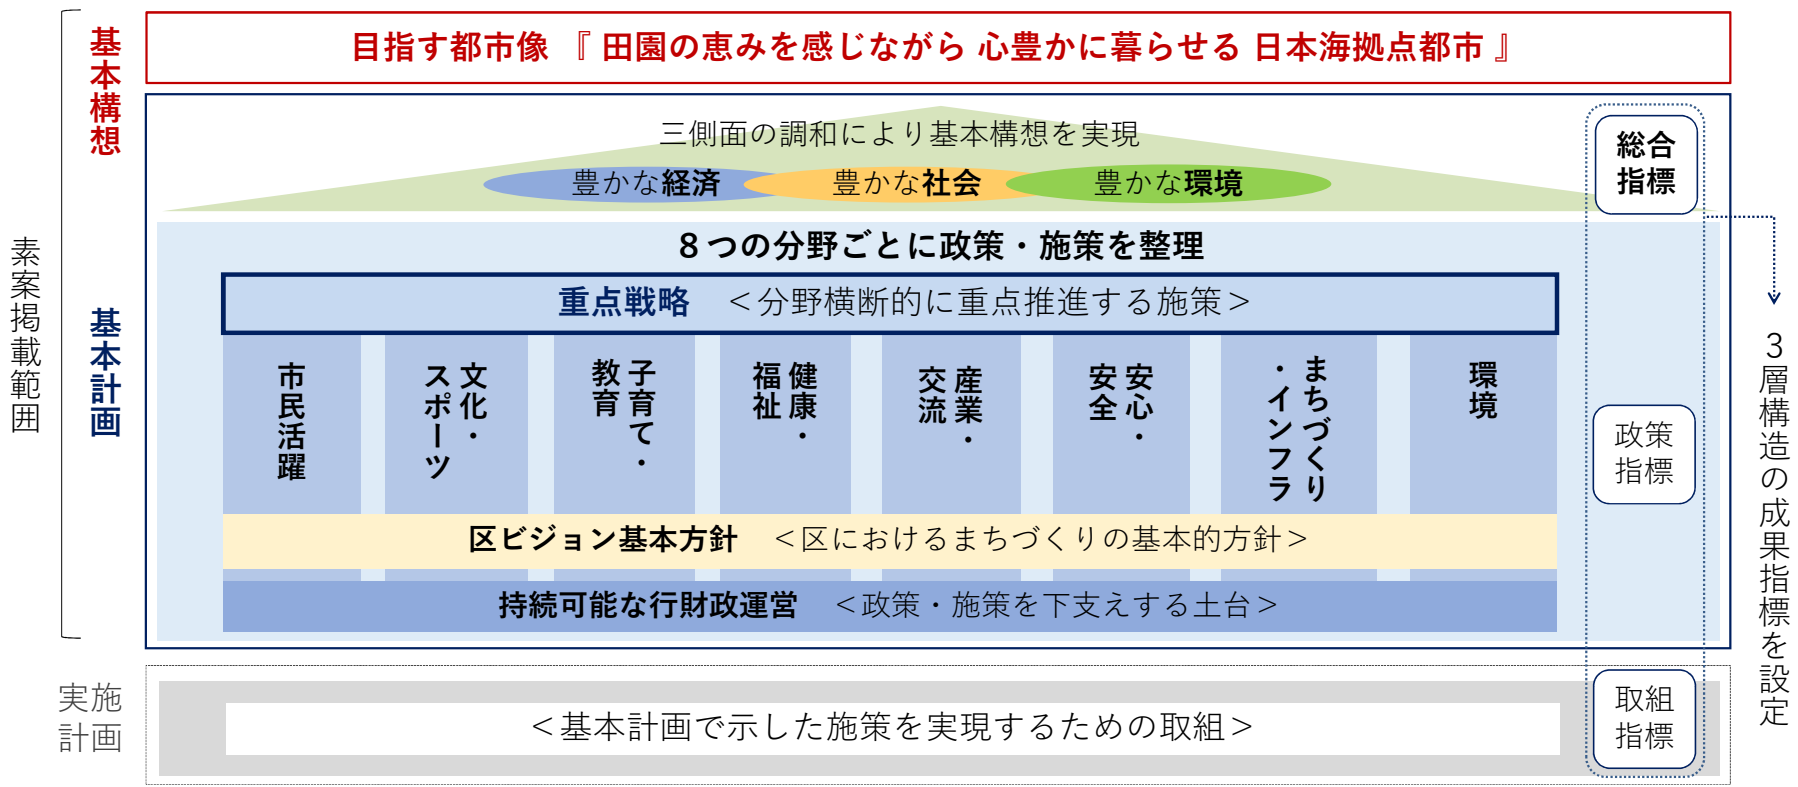 基本構想
目指す都市像 『 田園の恵みを感じながら 心豊かに暮らせる 日本海拠点都市 』
素案掲載範囲
基本計画
三側面の調和により基本構想を実現
豊かな経済
豊かな社会
豊かな環境
８つの分野ごとに政策・施策を整理
重点戦略 ＜分野横断的に重点推進する施策＞
市民活躍
文化・
スポーツ
子育て・
教育
健康・
福祉
産業・
交流
安心・
安全
まちづくり
・インフラ
環境
区ビジョン基本方針 ＜区におけるまちづくりの基本的方針＞
持続可能な行財政運営 ＜政策・施策を下支えする土台＞
実施
計画
＜基本計画で示した施策を実現するための取組＞
総合
指標
政策
指標
取組
指標
３層構造の成果指標を設定